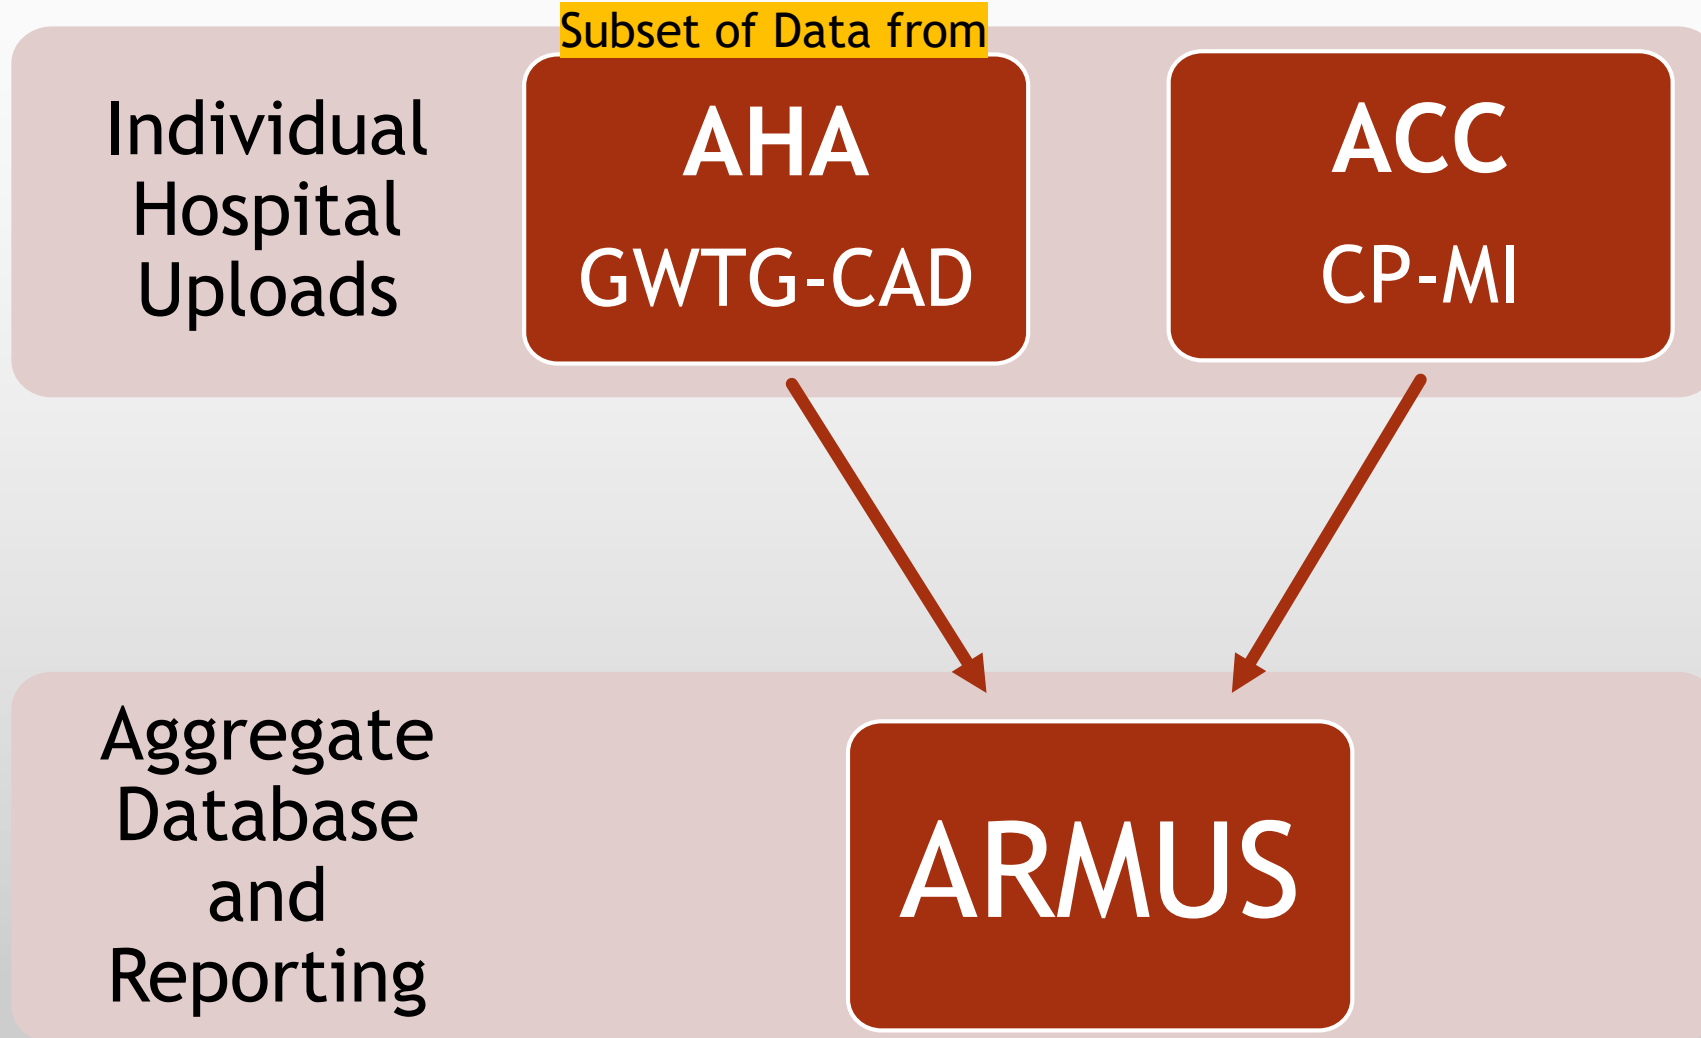 Subset of Data from
Individual
Hospital
Uploads
AHA
GWTG-CAD
ACC
CP-MI
Aggregate
Database
and
Reporting
ARMUS